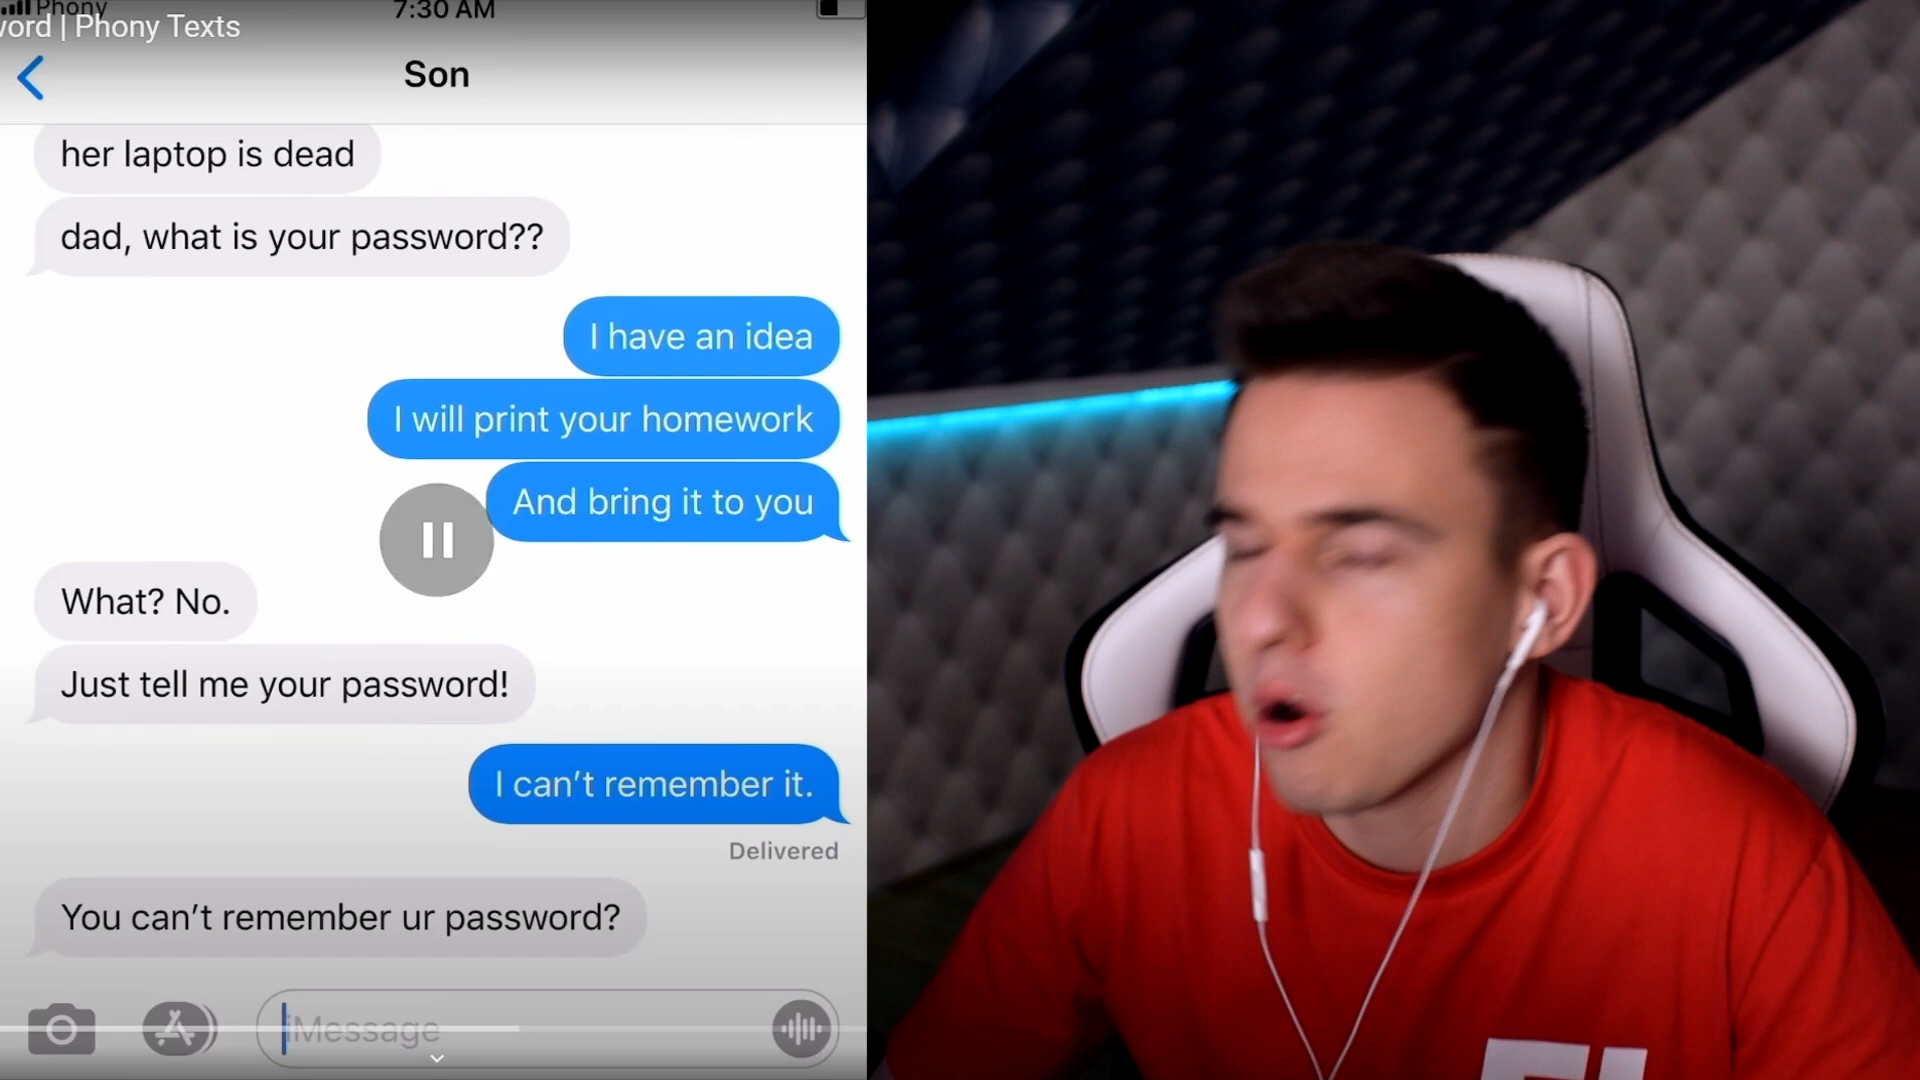 Phony
7:30 AM
word | Phony Texts
Son
her laptop is dead
dad, what is your password??
I have an idea
I will print your homework
And bring it to you
What? No.
Just tell me your password!
I can't remember it.
Delivered
You can't remember ur password?
iMessage